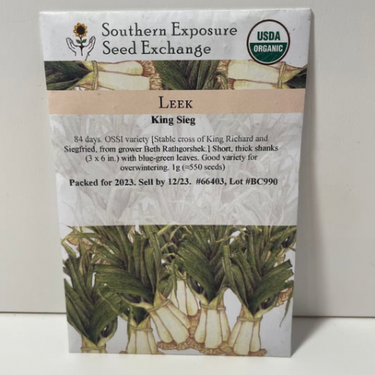 Southern Exposure
Seed Exchange
USDA
ORGANIC
LEEK
King Sieg
84 days. OSSI variety [Stable cross of King Richard and
Siegfried, from grower Beth Rathgorshek.] Short, thick shanks
(3 x 6 in.) with blue-green leaves. Good variety for
overwintering. 1g (≈550 seeds)
Packed for 2023. Sell by 12/23. #66403, Lot #BC990